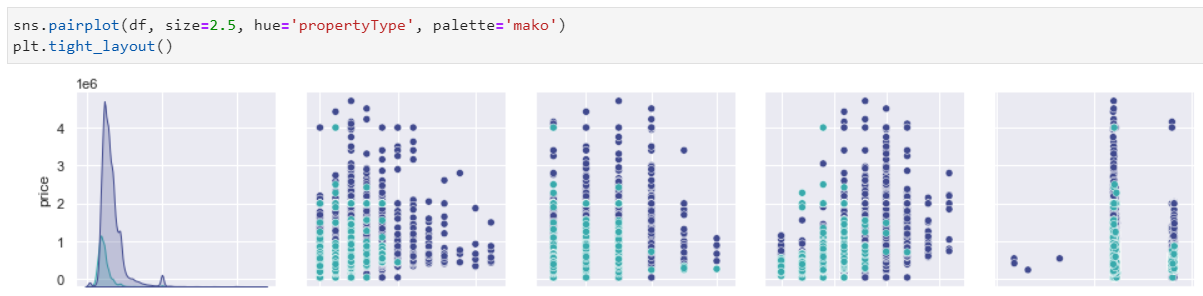 sns.pairplot(df, size=2.5, hue='propertyType', palette='mako')
plt.tight_layout()
1e6
4
3
2
1
0
price